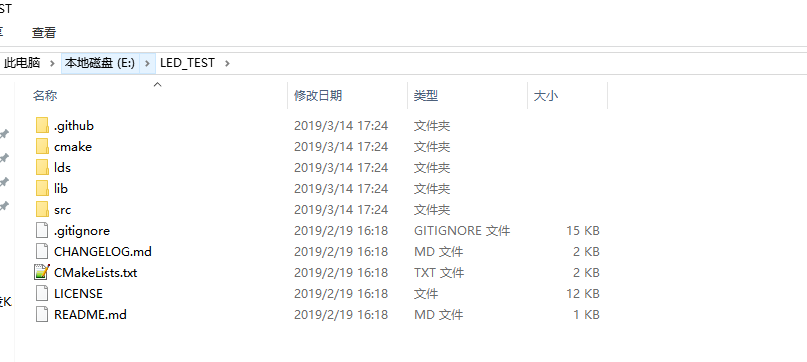 ST
查看
此电脑 > 本地磁盘 (E:) > LED_TEST >
名称 修改日期 类型 大小
.github 2019/3/14 17:24 文件夹
cmake 2019/3/14 17:24 文件夹
lds 2019/3/14 17:24 文件夹
lib 2019/3/14 17:24 文件夹
src 2019/3/14 17:24 文件夹
.gitignore 2019/2/19 16:18 GITIGNORE 文件 15 KB
CHANGELOG.md 2019/2/19 16:18 MD 文件 2 KB
CMakeLists.txt 2019/2/19 16:18 TXT 文件 2 KB
LICENSE 2019/2/19 16:18 文件 12 KB
README.md 2019/2/19 16:18 MD 文件 1 KB